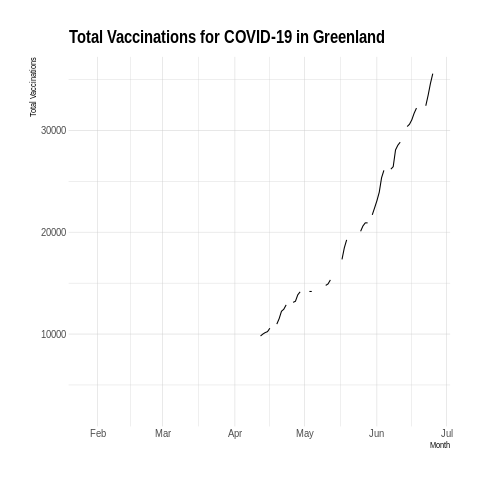 Total Vaccinations for COVID-19 in Greenland
Total Vaccinations
30000
20000
10000
Feb Mar Apr May Jun Jul
Month